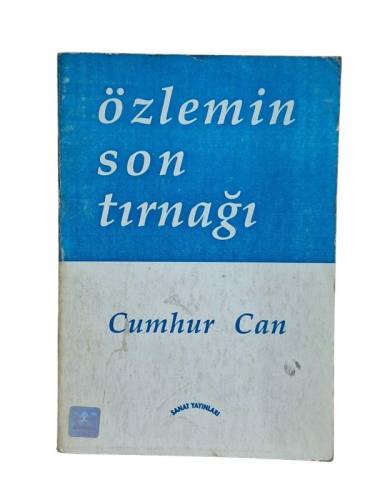 özlemin
son
tırnağı
Cumhur Can
SANAT YAYINLARI